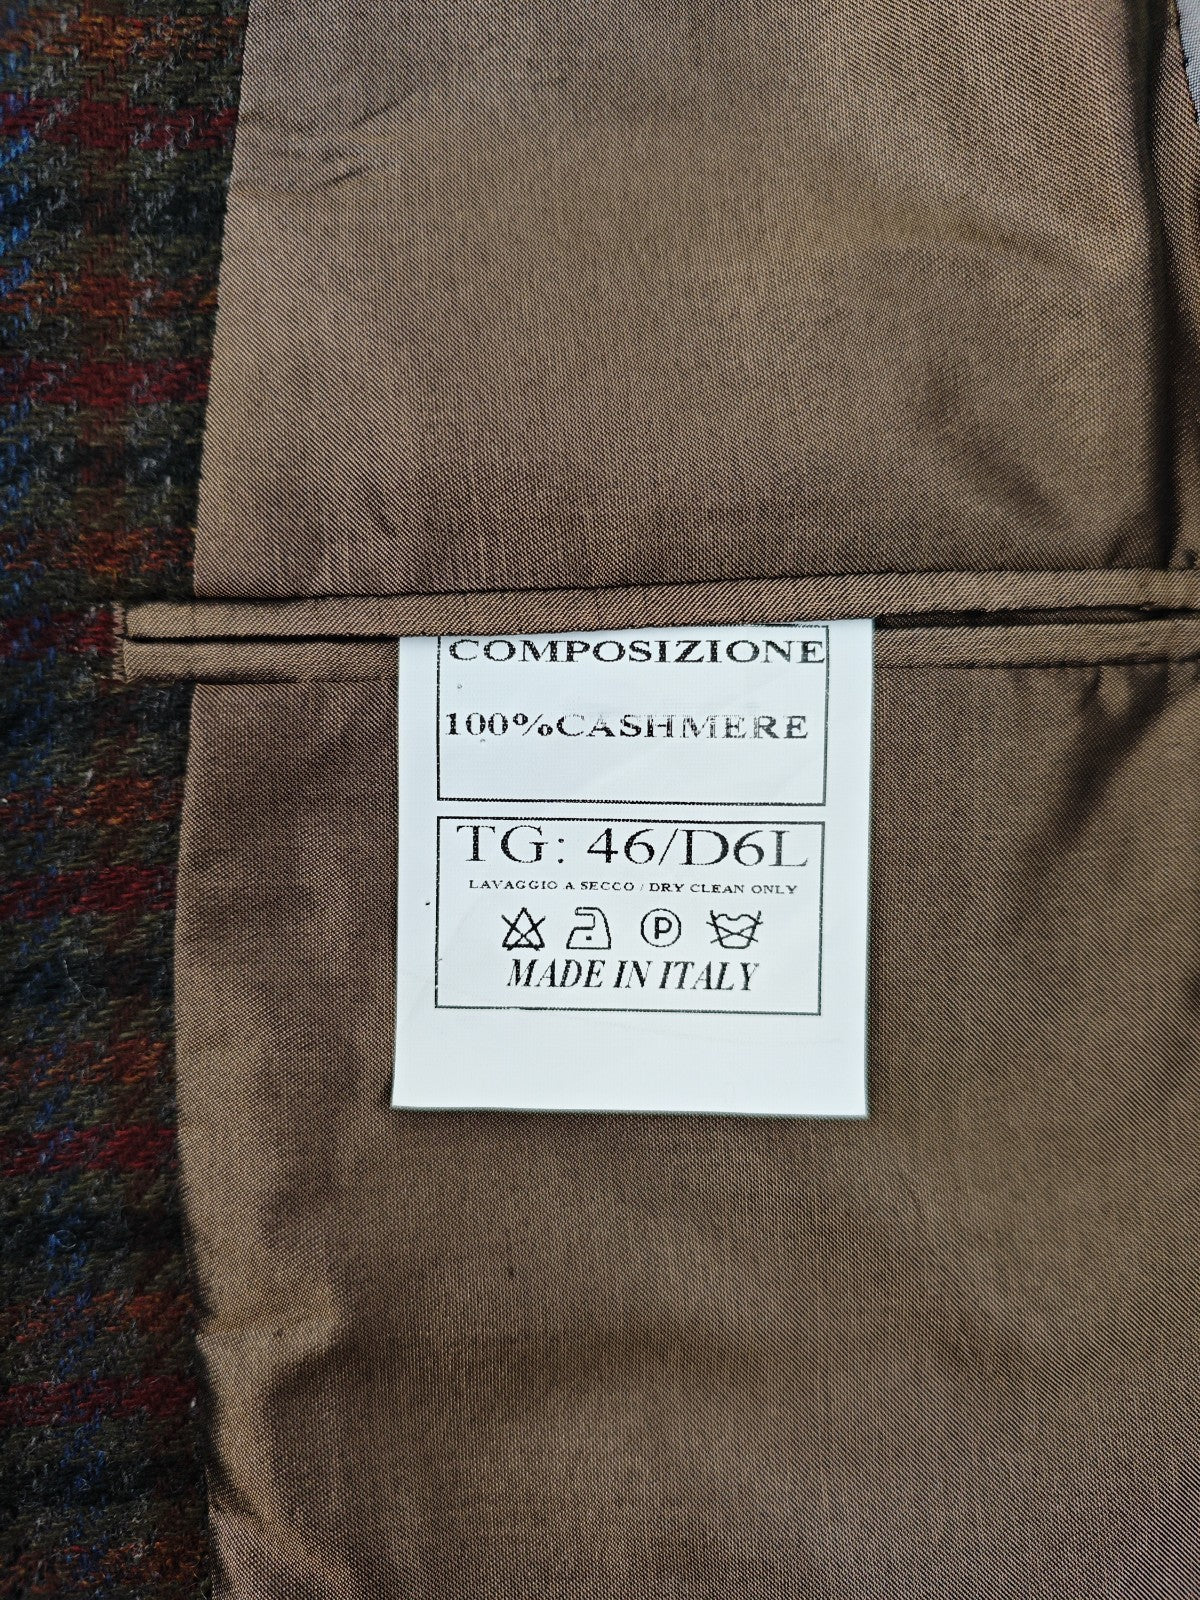 COMPOSIZIONE
100%CASHMERE
TG: 46/D6L
LAVAGGIO A SECCO / DRY CLEAN ONLY
P
MADE IN ITALY